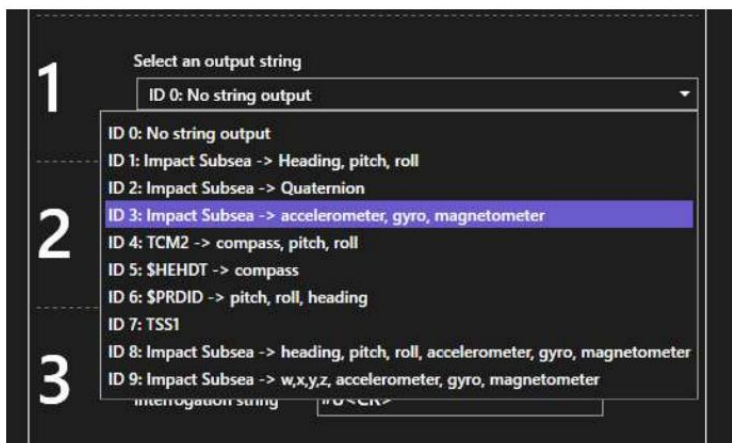 1
Select an output string
ID 0: No string output
ID 0: No string output
ID 1: Impact Subsea -> Heading, pitch, roll
ID 2: Impact Subsea -> Quaternion
2
ID 3: Impact Subsea -> accelerometer, gyro, magnetometer
ID 4: TCM2 -> compass, pitch, roll
ID 5: $HEHDT -> compass
ID 6: $PRDID -> pitch, roll, heading
ID 7: TSS1
3
ID 8: Impact Subsea -> heading, pitch, roll, accelerometer, gyro, magnetometer
ID 9: Impact Subsea -> w,x,y,z, accelerometer, gyro, magnetometer
Interrogation string